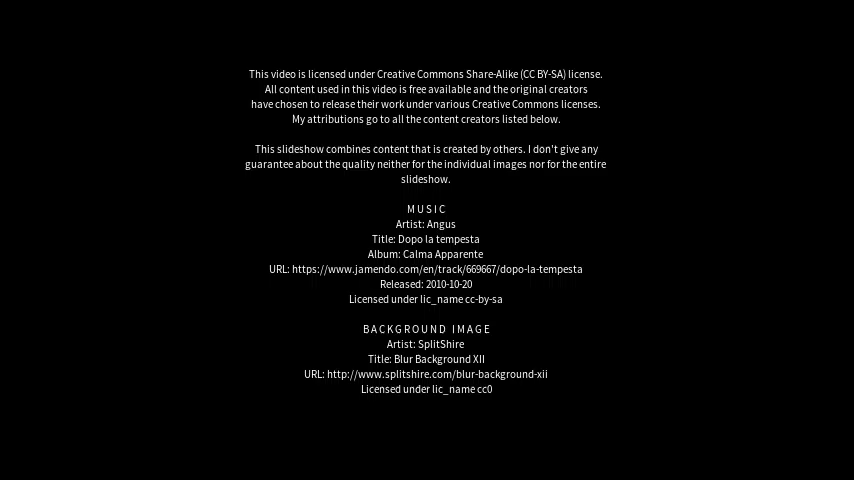 This video is licensed under Creative Commons Share-Alike (CC BY-SA) license.
All content used in this video is free available and the original creators
have chosen to release their work under various Creative Commons licenses.
My attributions go to all the content creators listed below.
This slideshow combines content that is created by others. I don't give any
guarantee about the quality neither for the individual images nor for the entire
slideshow.
MUSIC
Artist: Angus
Title: Dopo la tempesta
Album: Calma Apparente
URL: https://www.jamendo.com/en/track/669667/dopo-la-tempesta
Released: 2010-10-20
Licensed under lic_name cc-by-sa
BACKGROUND IMAGE
Artist: SplitShire
Title: Blur Background XII
URL: http://www.splitshire.com/blur-background-xii
Licensed under lic_name cc0